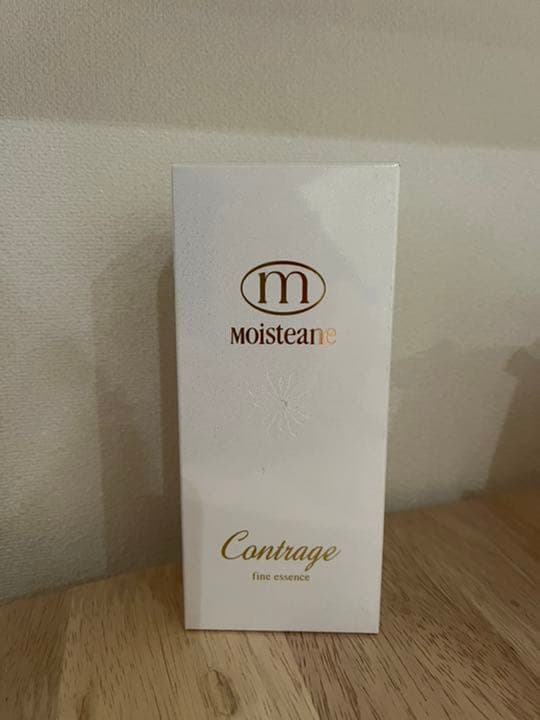 m
Moisteane
Contrage
fine essence